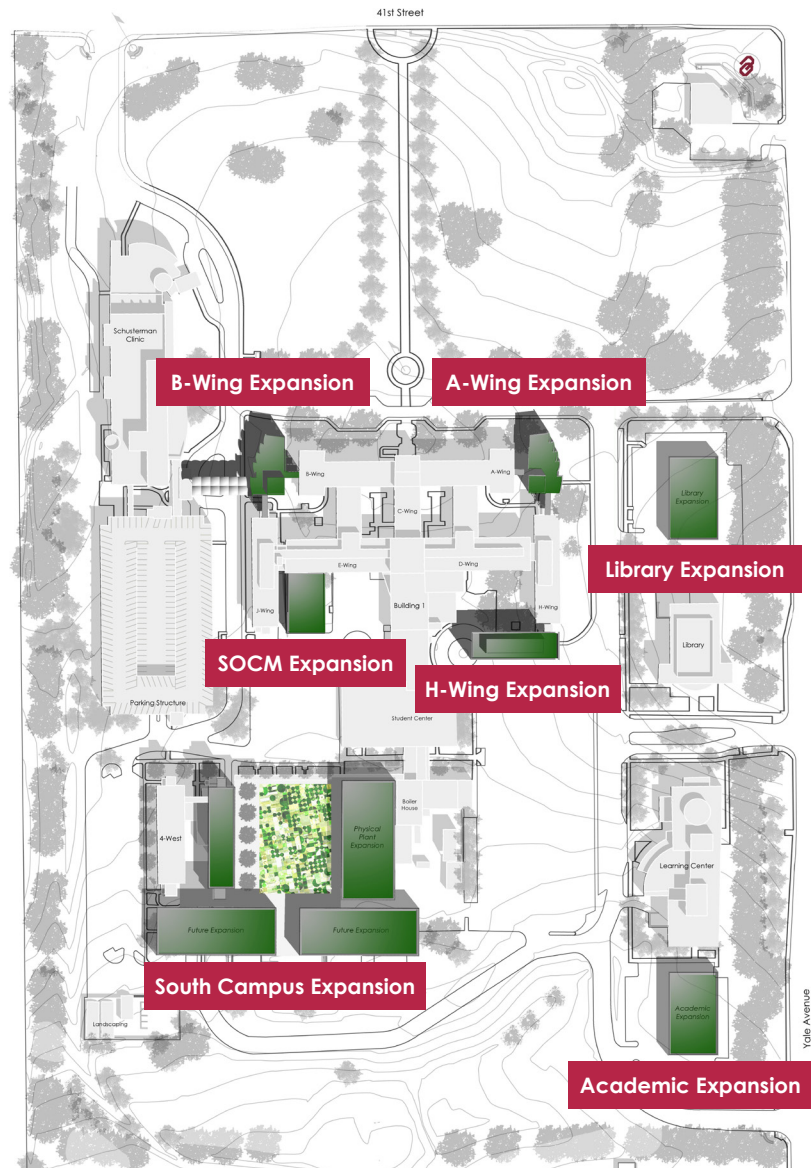 41st Street
Schusterman
Clinic
B-Wing Expansion
A-Wing Expansion
B-Wing
A-Wing
Library
Expansion
C-Wing
E-Wing
D-Wing
Library Expansion
J-Wing
Building 1
H-Wing
Library
SOCM Expansion
H-Wing Expansion
Parking Structure
Student Center
Boiler
House
Physical
Plant
Expansion
4-West
Learning Center
Future Expansion
Future Expansion
South Campus Expansion
Landscaping
Academic
Expansion
Yale Avenue
Academic Expansion